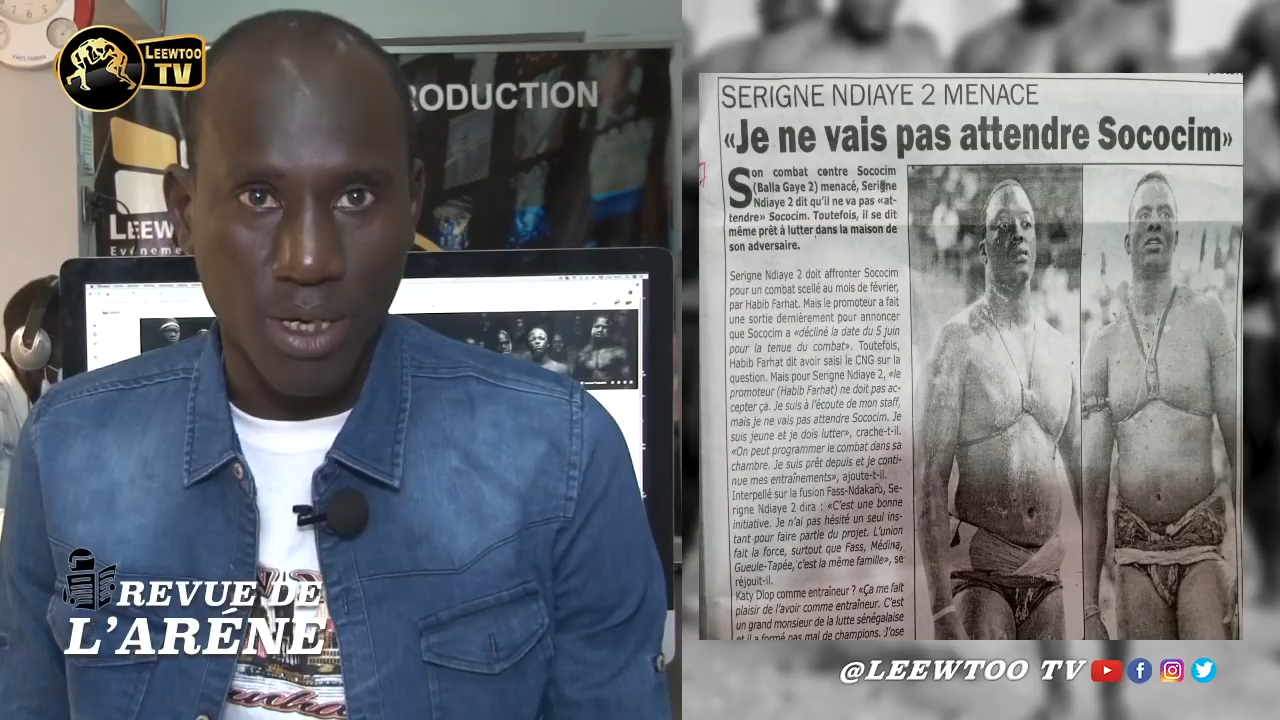 LEEWTOO
TV
RODUCTION
LEEW
Evéneme
REVUE DE
L'ARÉNE
SERIGNE NDIAYE 2 MENACE
«Je ne vais pas attendre Sococim»
Son combat contre Sococim
(Balla Gaye 2) menacé, Serigne
Ndiaye 2 dit qu'il ne va pas «at-
tendre» Sococim. Toutefois, il se dit
même prêt à lutter dans la maison de
son adversaire.
Serigne Ndiaye 2 doit affronter Sococim
pour un combat scellé au mois de février,
par Habib Farhat. Mais le promoteur a fait
une sortie dernièrement pour annoncer
que Sococim a «décliné la date du 5 juin
pour la tenue du combat». Toutefois,
Habib Farhat dit avoir saisi le CNG sur la
question. Mais pour Serigne Ndiaye 2, «le
promoteur (Habib Farhat) ne doit pas ac-
cepter ça. Je suis à l'écoute de mon staff,
mais je ne vais pas attendre Sococim. Je
suis jeune et je dois lutter», crache-t-il.
«On peut programmer le combat dans sa
chambre. Je suis prêt depuis et je conti-
nue mes entraînements», ajoute-t-il.
Interpellé sur la fusion Fass-Ndakaru, Se-
rigne Ndiaye 2 dira : «C'est une bonne
initiative. Je n'ai pas hésité un seul ins-
tant pour faire partie du projet. L'union
fait la force, surtout que Fass, Médina,
Gueule-Tapée, c'est la même famille», se
réjouit-il.
Katy Diop comme entraîneur ? «Ça me fait
plaisir de l'avoir comme entraîneur. C'est
un grand monsieur de la lutte sénégalaise
et il a formé pas mal de champions. J'ose
@LEEWTOO TV